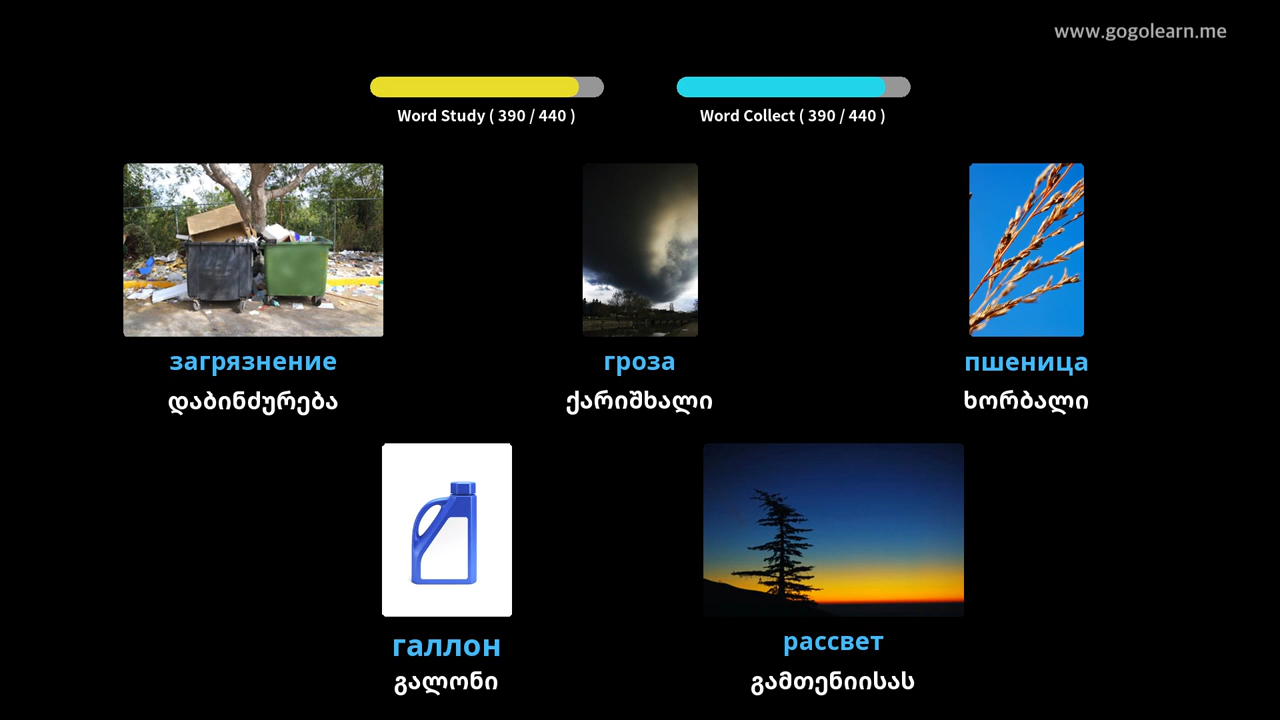 www.gogolearn.me
Word Study ( 390 / 440 )
Word Collect ( 390 / 440 )
загрязнение
დაბინძურება
гроза
ქარიშხალი
пшеница
ხორბალი
галлон
გალონი
рассвет
გამთენიისას